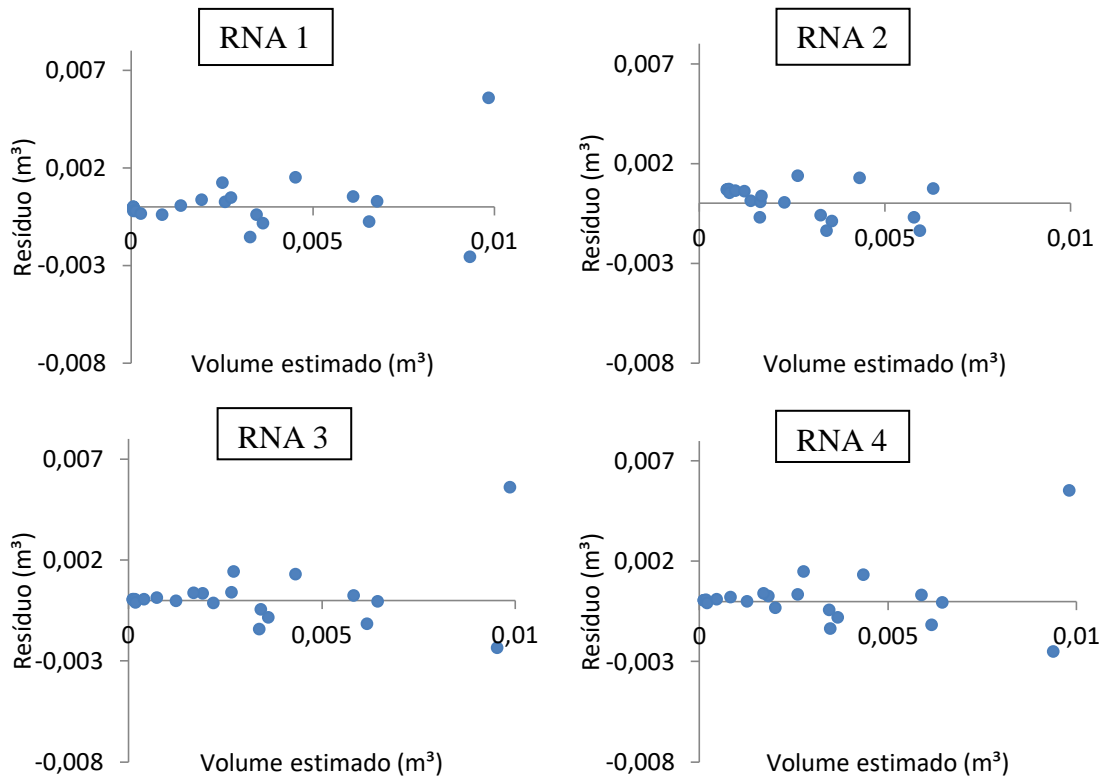 RNA 1
0,007
0,002
-0,003
-0,008
0
0,005
0,01
Resíduo (m³)
Volume estimado (m³)
RNA 2
0,007
0,002
-0,003
-0,008
0
0,005
0,01
Resíduo (m³)
Volume estimado (m³)
RNA 3
0,007
0,002
-0,003
-0,008
0
0,005
0,01
Resíduo (m³)
Volume estimado (m³)
RNA 4
0,007
0,002
-0,003
-0,008
0
0,005
0,01
Resíduo (m³)
Volume estimado (m³)